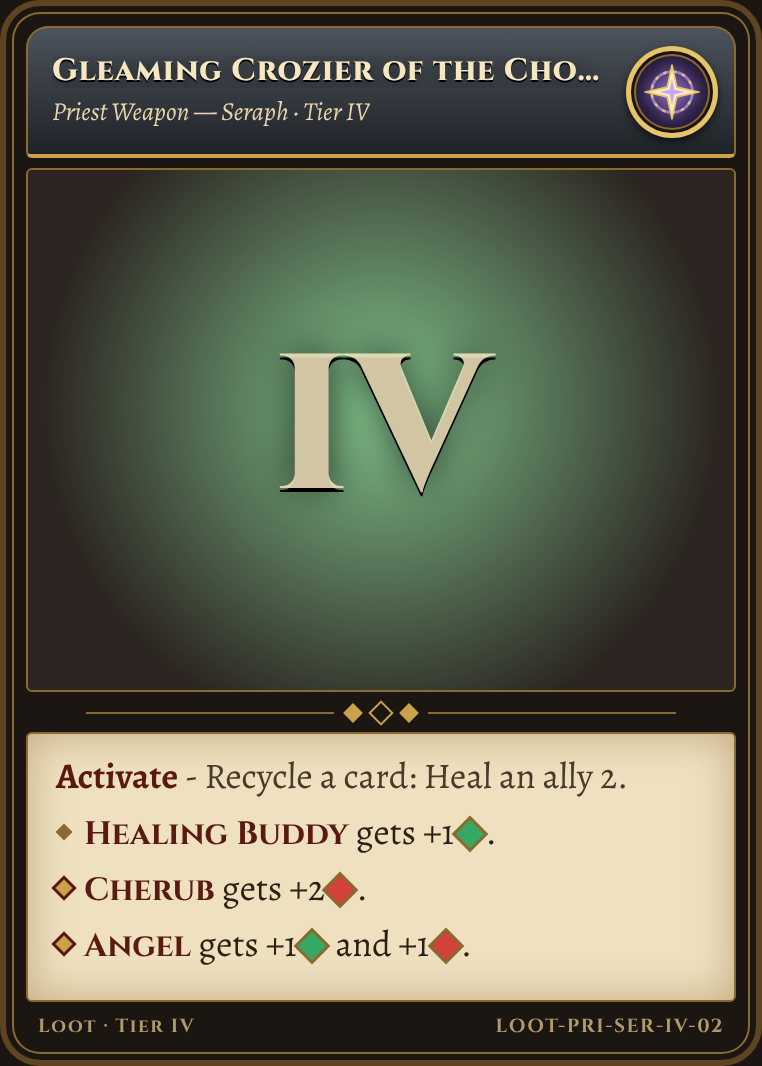 Gleaming Crozier of the Cho...
Priest Weapon — Seraph · Tier IV
IV
Activate - Recycle a card: Heal an ally 2.
Healing Buddy gets +1.
Cherub gets +2.
Angel gets +1 and +1.
Loot · Tier IV
LOOT-PRI-SER-IV-02